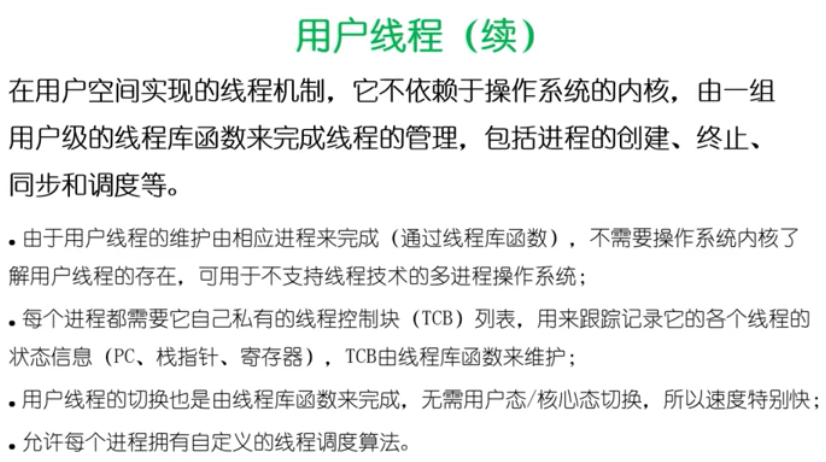 用户线程（续）
在用户空间实现的线程机制，它不依赖于操作系统的内核，由一组
用户级的线程库函数来完成线程的管理，包括进程的创建、终止、
同步和调度等。
• 由于用户线程的维护由相应进程来完成（通过线程库函数），不需要操作系统内核了
解用户线程的存在，可用于不支持线程技术的多进程操作系统；
• 每个进程都需要它自己私有的线程控制块（TCB）列表，用来跟踪记录它的各个线程的
状态信息（PC、栈指针、寄存器），TCB由线程库函数来维护；
• 用户线程的切换也是由线程库函数来完成，无需用户态/核心态切换，所以速度特别快；
• 允许每个进程拥有自定义的线程调度算法。